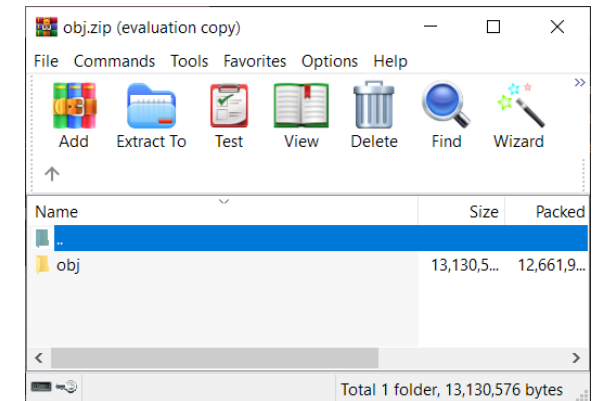 obj.zip (evaluation copy)
File Commands Tools Favorites Options Help
Add Extract To Test View Delete Find Wizard
Name Size Packed
..
obj 13,130,5... 12,661,9...
Total 1 folder, 13,130,576 bytes